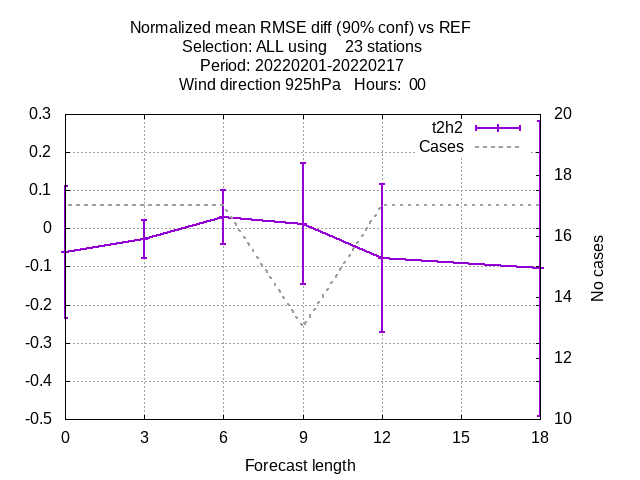 Normalized mean RMSE diff (90% conf) vs REF
Selection: ALL using 23 stations
Period: 20220201-20220217
Wind direction 925hPa Hours: 00
0.3 20
t2h2
Cases
0.2
18
0.1
0 16
-0.1
-0.2 14
-0.3 12
-0.4
-0.5 10
No cases
0 3 6 9 12 15 18
Forecast length